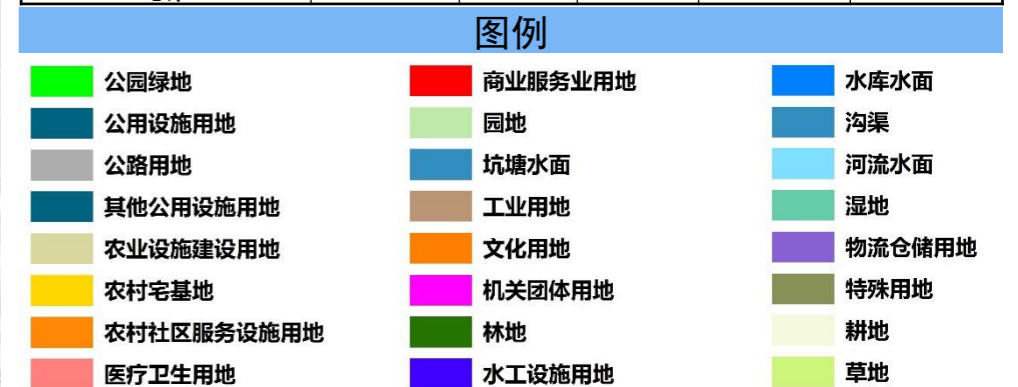 图例
公园绿地 商业服务业用地 水库水面
公用设施用地 园地 沟渠
公路用地 坑塘水面 河流水面
其他公用设施用地 工业用地 湿地
农业设施建设用地 文化用地 物流仓储用地
农村宅基地 机关团体用地 特殊用地
农村社区服务设施用地 林地 耕地
医疗卫生用地 水工设施用地 草地